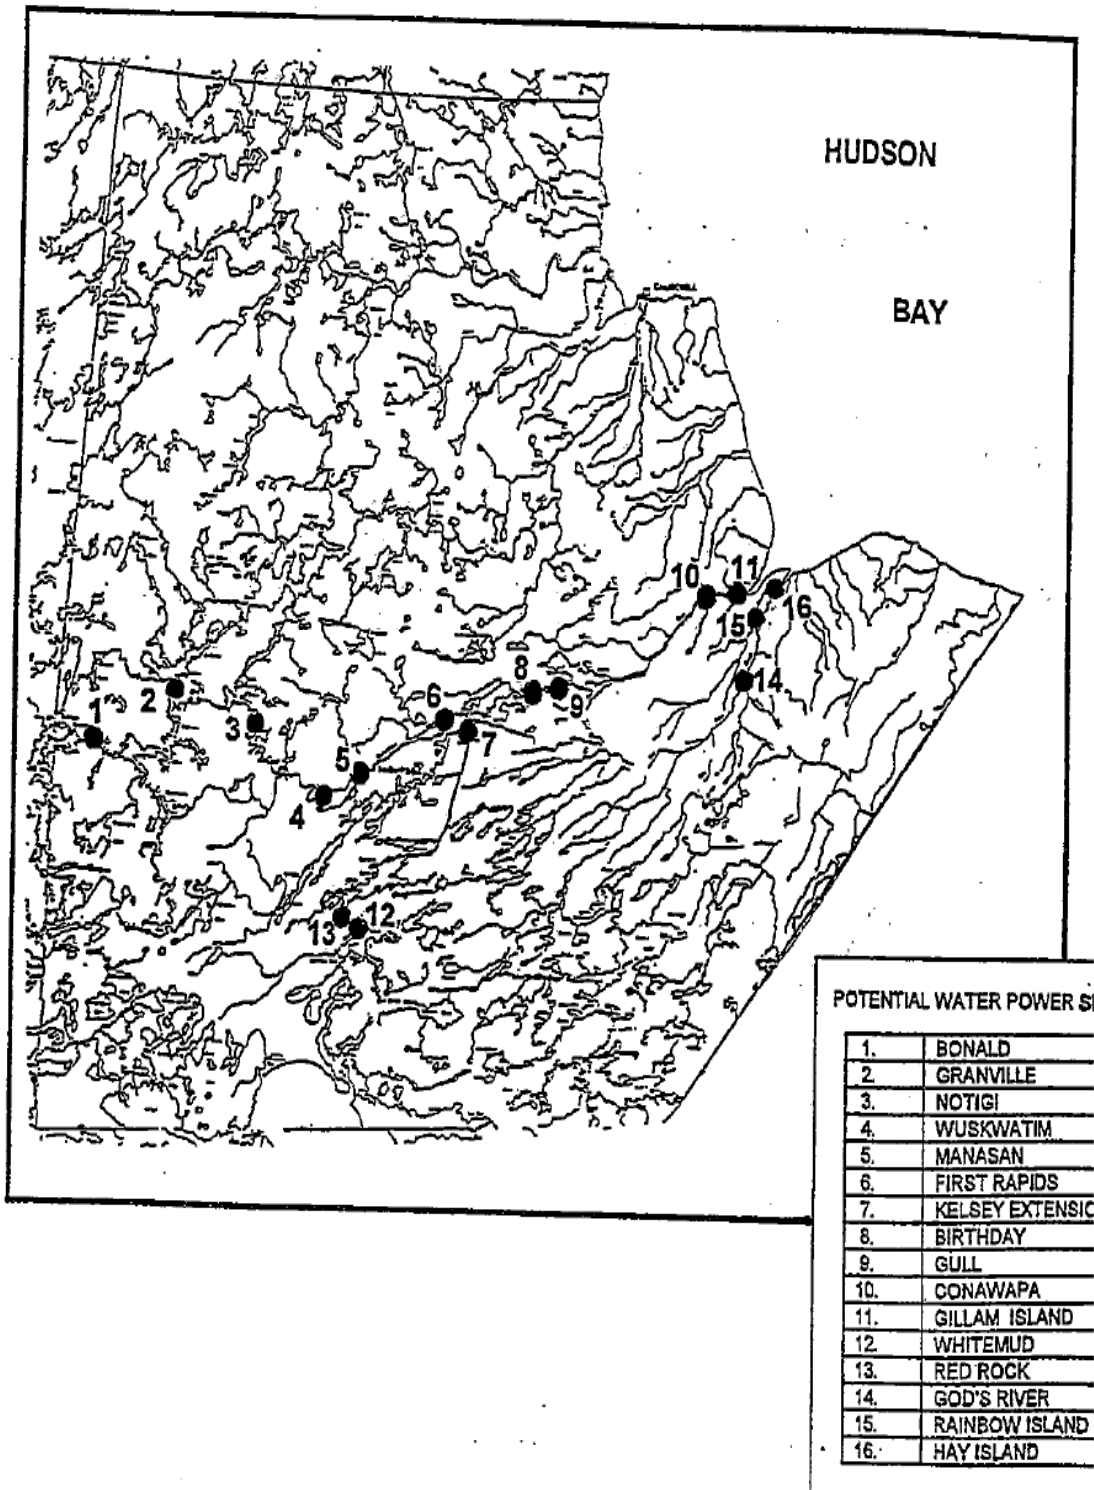 HUDSON
CHURCHILL
BAY
10
11
16
15
14
8
9
2
1
3
6
7
5
4
12
13
POTENTIAL WATER POWER
1. BONALD
2. GRANVILLE
3. NOTIGI
4. WUSKWATIM
5. MANASAN
6. FIRST RAPIDS
7. KELSEY EXTENSIO
8. BIRTHDAY
9. GULL
10. CONAWAPA
11. GILLAM ISLAND
12. WHITEMUD
13. RED ROCK
14. GOD'S RIVER
15. RAINBOW ISLAND
16. HAY ISLAND